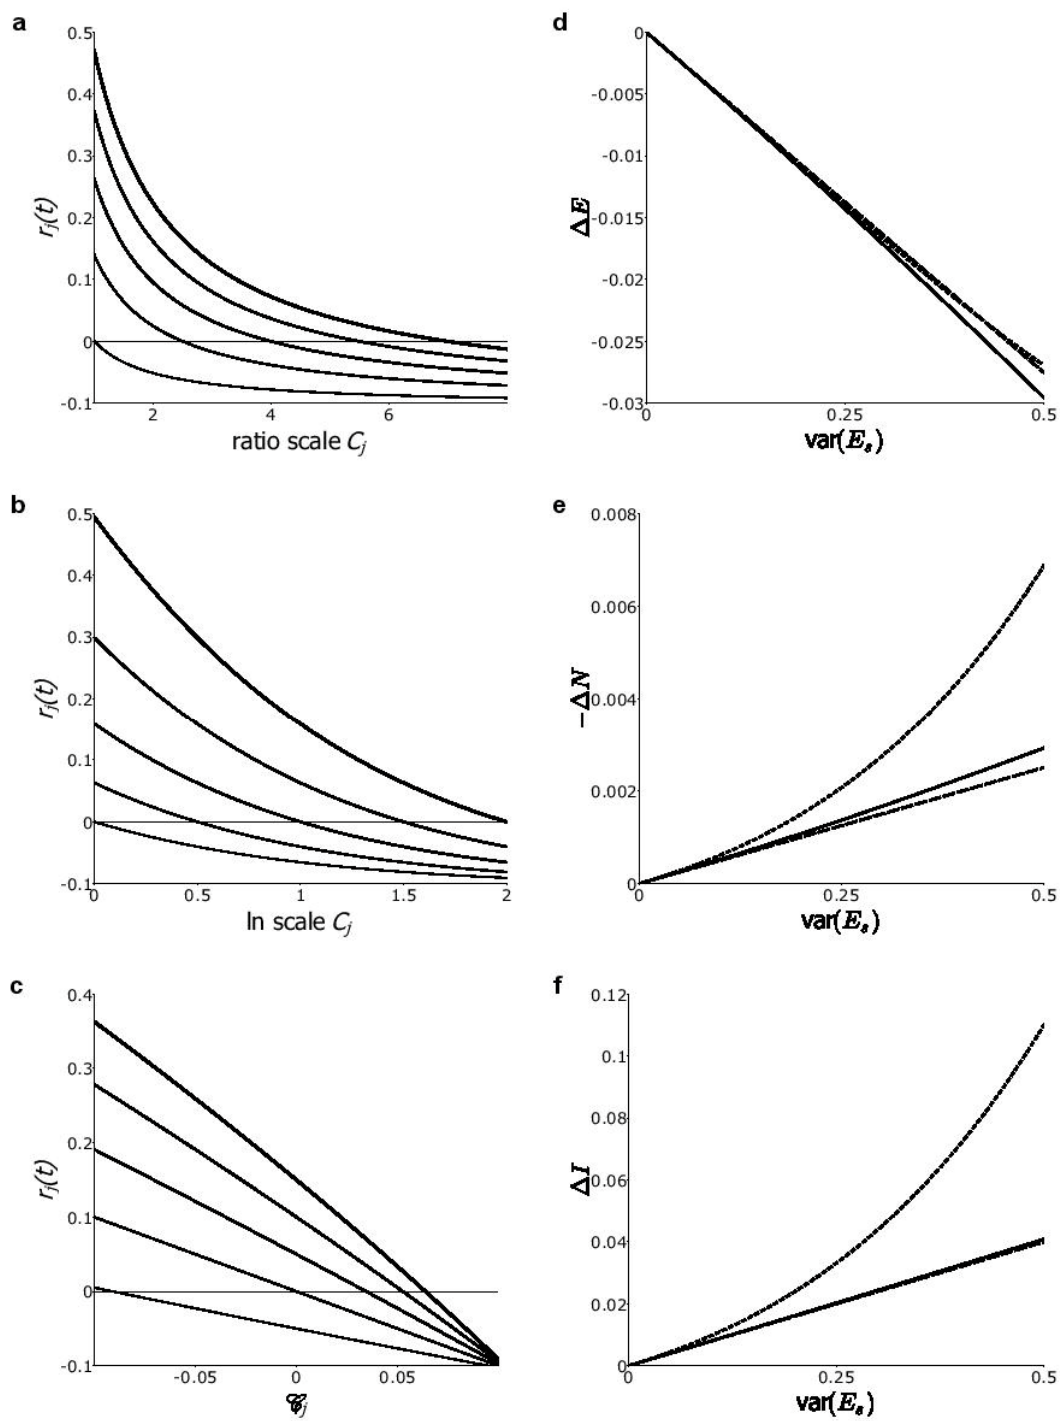 a
0.5
0.4
0.3
0.2
0.1
0
-0.1
r_j(t)
2 4 6
ratio scale C_j
b
0.5
0.4
0.3
0.2
0.1
0
-0.1
r_j(t)
0 0.5 1 1.5 2
ln scale C_j
c
0.4
0.3
0.2
0.1
0
-0.1
r_j(t)
-0.05 0 0.05
𝒞_j
d
0
-0.005
-0.01
-0.015
-0.02
-0.025
-0.03
ΔE
0 0.25 0.5
var(E_s)
e
0.008
0.006
0.004
0.002
0
−ΔN
0 0.25 0.5
var(E_s)
f
0.12
0.1
0.08
0.06
0.04
0.02
0
ΔI
0 0.25 0.5
var(E_s)